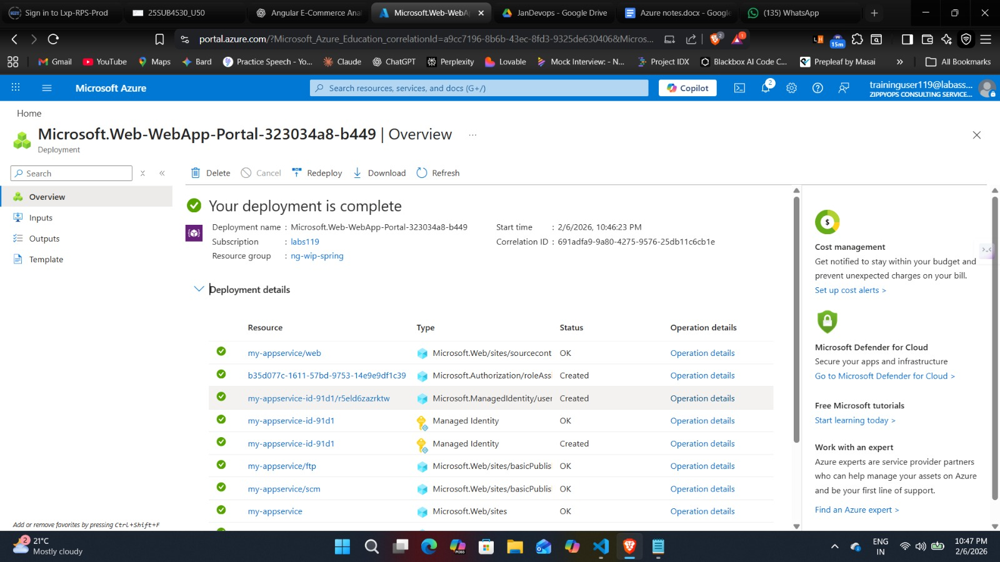 Sign in to Lxp-RPS-Prod
25SUB4530_U50
Angular E-Commerce Ana
Microsoft.Web-WebA
JanDevops - Google Drive
Azure notes.docx - Google
(135) WhatsApp
portal.azure.com/?Microsoft_Azure_Education_correlationId=a9cc7196-8b6b-43ec-8fd3-9325de630406&Micros...
2
1
LH
15m
Gmail
YouTube
Maps
Bard
Practice Speech - Yo...
Claude
ChatGPT
Perplexity
Lovable
Mock Interview: - N...
Project IDX
Blackbox AI Code C...
Prepleaf by Masai
All Bookmarks
Microsoft Azure
Search resources, services, and docs (G+/)
Copilot
2
traininguser119@labass...
ZIPPYOPS CONSULTING SERVICE...
Home
Microsoft.Web-WebApp-Portal-323034a8-b449 | Overview ...
Deployment
Search
Delete
Cancel
Redeploy
Download
Refresh
Overview
Inputs
Outputs
Template
Your deployment is complete
Deployment name : Microsoft.Web-WebApp-Portal-323034a8-b449
Subscription : labs119
Resource group : ng-wip-spring
Start time : 2/6/2026, 10:46:23 PM
Correlation ID : 691adfa9-9a80-4275-9576-25db11c6cb1e
Deployment details
Resource Type Status Operation details
my-appservice/web Microsoft.Web/sites/sourcecont OK Operation details
b35d077c-1611-57bd-9753-14e9e9df1c39 Microsoft.Authorization/roleAssi Created Operation details
my-appservice-id-91d1/r5eld6zazrktw Microsoft.ManagedIdentity/user Created Operation details
my-appservice-id-91d1 Managed Identity OK Operation details
my-appservice-id-91d1 Managed Identity Created Operation details
my-appservice/ftp Microsoft.Web/sites/basicPublis OK Operation details
my-appservice/scm Microsoft.Web/sites/basicPublis OK Operation details
my-appservice Microsoft.Web/sites OK Operation details
$
Cost management
Get notified to stay within your budget and
prevent unexpected charges on your bill.
Set up cost alerts >
Microsoft Defender for Cloud
Secure your apps and infrastructure
Go to Microsoft Defender for Cloud >
Free Microsoft tutorials
Start learning today >
Work with an expert
Azure experts are service provider partners
who can help manage your assets on Azure
and be your first line of support.
Find an Azure expert >
Add or remove favorites by pressing Ctrl+Shift+F
2
21°C
Mostly cloudy
M365
ENG
IN
10:47 PM
2/6/2026